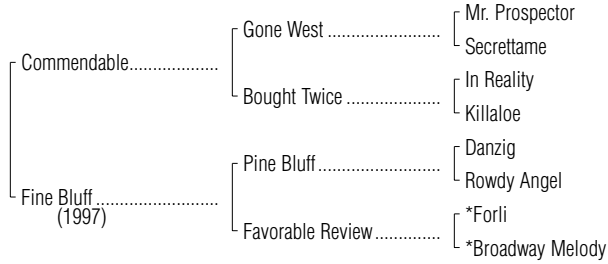 Mr. Prospector
Gone West ......................
Secrettame
Commendable..................
In Reality
Bought Twice ..................
Killaloe
Danzig
Pine Bluff........................
Rowdy Angel
Fine Bluff ........................
(1997)
*Forli
Favorable Review.............
*Broadway Melody